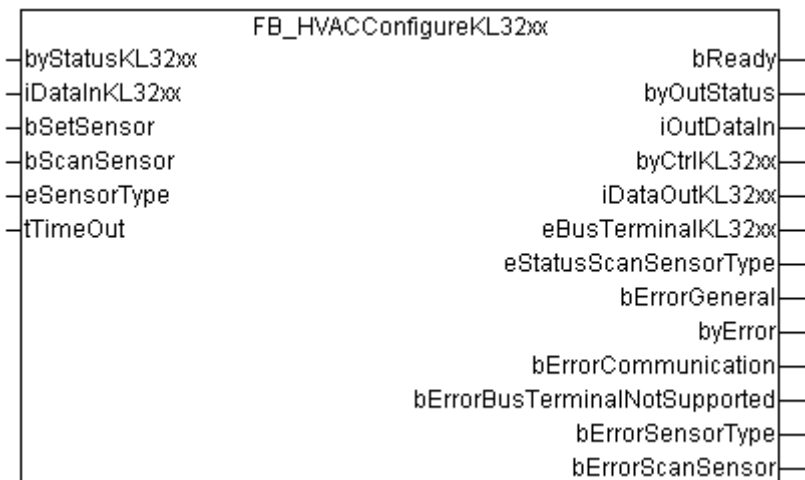 FB_HVACConfigureKL32xx
byStatusKL32xx bReady
iDataInKL32xx byOutStatus
bSetSensor iOutDataIn
bScanSensor byCtrlKL32xx
eSensorType iDataOutKL32xx
tTimeOut eBusTerminalKL32xx
eStatusScanSensorType
bErrorGeneral
byError
bErrorCommunication
bErrorBusTerminalNotSupported
bErrorSensorType
bErrorScanSensor